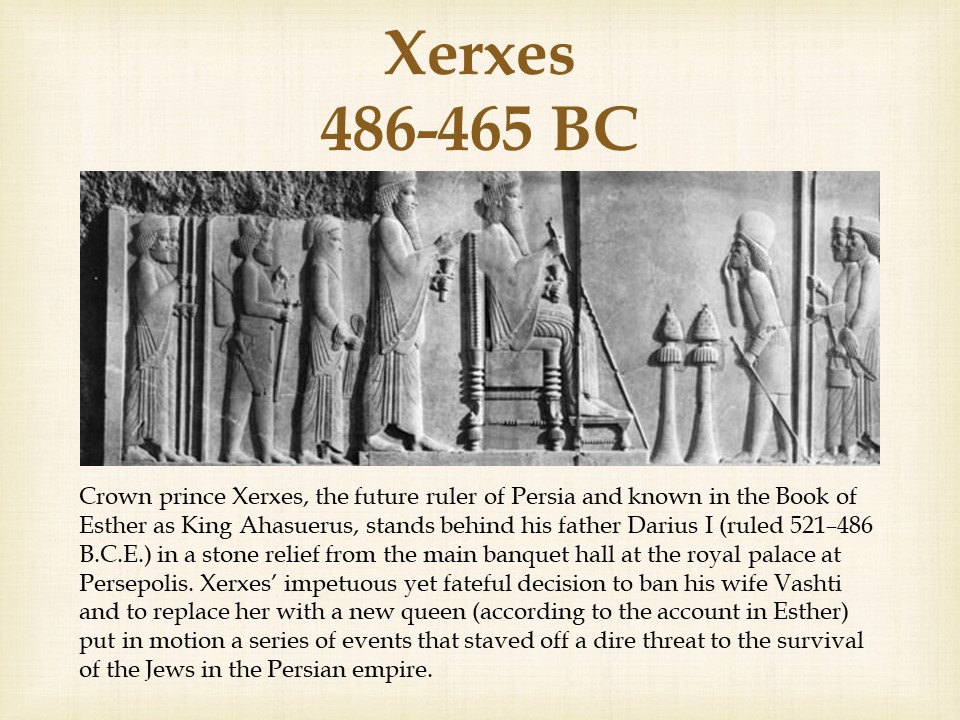 Xerxes
486-465 BC
Crown prince Xerxes, the future ruler of Persia and known in the Book of
Esther as King Ahasuerus, stands behind his father Darius I (ruled 521–486
B.C.E.) in a stone relief from the main banquet hall at the royal palace at
Persepolis. Xerxes’ impetuous yet fateful decision to ban his wife Vashti
and to replace her with a new queen (according to the account in Esther)
put in motion a series of events that staved off a dire threat to the survival
of the Jews in the Persian empire.